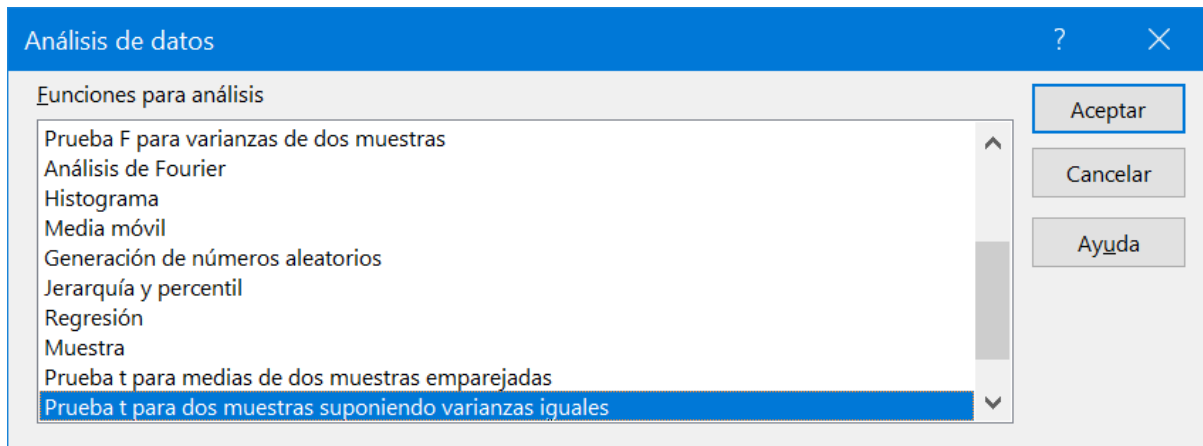 Análisis de datos
?
Funciones para análisis
Prueba F para varianzas de dos muestras
Análisis de Fourier
Histograma
Media móvil
Generación de números aleatorios
Jerarquía y percentil
Regresión
Muestra
Prueba t para medias de dos muestras emparejadas
Prueba t para dos muestras suponiendo varianzas iguales
Aceptar
Cancelar
Ayuda